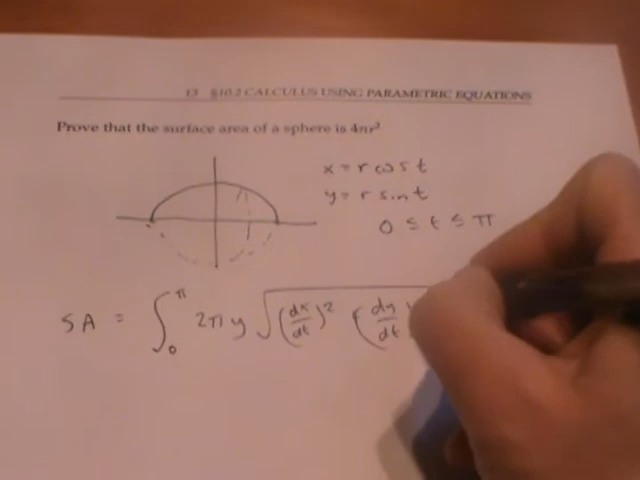 13 §10.2 CALCULUS USING PARAMETRIC EQUATIONS
Prove that the surface area of a sphere is 4πr²
x = r cos t
y = r sin t
0 ≤ t ≤ π
SA = ∫₀^π 2π y √(dx/dt)² (dy/dt)